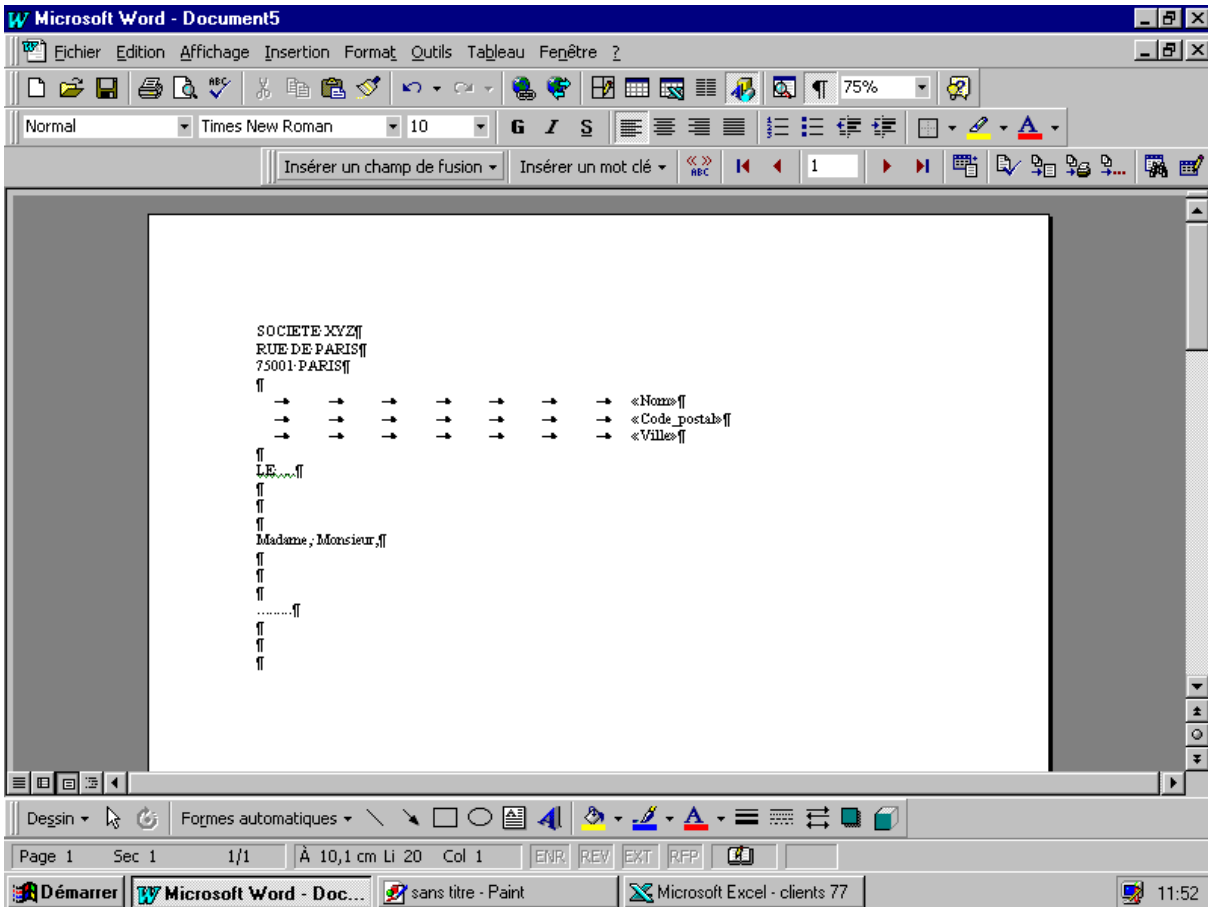 Microsoft Word - Document5
Fichier Edition Affichage Insertion Format Outils Tableau Fenêtre ?
ABC 75%
Normal Times New Roman 10 G I S A
Insérer un champ de fusion Insérer un mot clé «» ABC 1
SOCIETE·XYZ¶
RUE·DE·PARIS¶
75001·PARIS¶
¶
→ → → → → → → «Nom»¶
→ → → → → → → «Code_postal»¶
→ → → → → → → «Ville»¶
¶
LE....¶
¶
¶
¶
Madame,·Monsieur,¶
¶
¶
¶
.........¶
¶
¶
¶
Dessin Formes automatiques A A
Page 1 Sec 1 1/1 À 10,1 cm Li 20 Col 1 ENR REV EXT RFP
Démarrer Microsoft Word - Doc... sans titre - Paint Microsoft Excel - clients 77 11:52